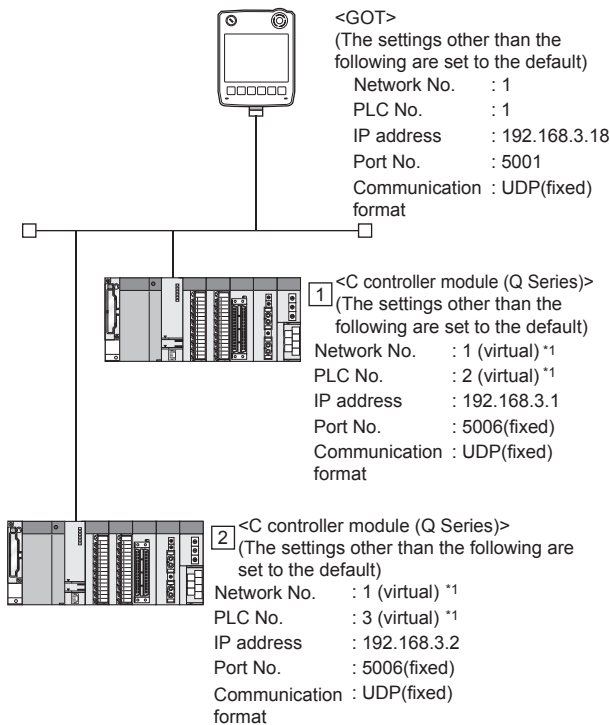 <GOT>
(The settings other than the
following are set to the default)
Network No. : 1
PLC No. : 1
IP address : 192.168.3.18
Port No. : 5001
Communication : UDP(fixed)
format
1
<C controller module (Q Series)>
(The settings other than the
following are set to the default)
Network No. : 1 (virtual) *1
PLC No. : 2 (virtual) *1
IP address : 192.168.3.1
Port No. : 5006(fixed)
Communication : UDP(fixed)
format
2
<C controller module (Q Series)>
(The settings other than the following are
set to the default)
Network No. : 1 (virtual) *1
PLC No. : 3 (virtual) *1
IP address : 192.168.3.2
Port No. : 5006(fixed)
Communication : UDP(fixed)
format